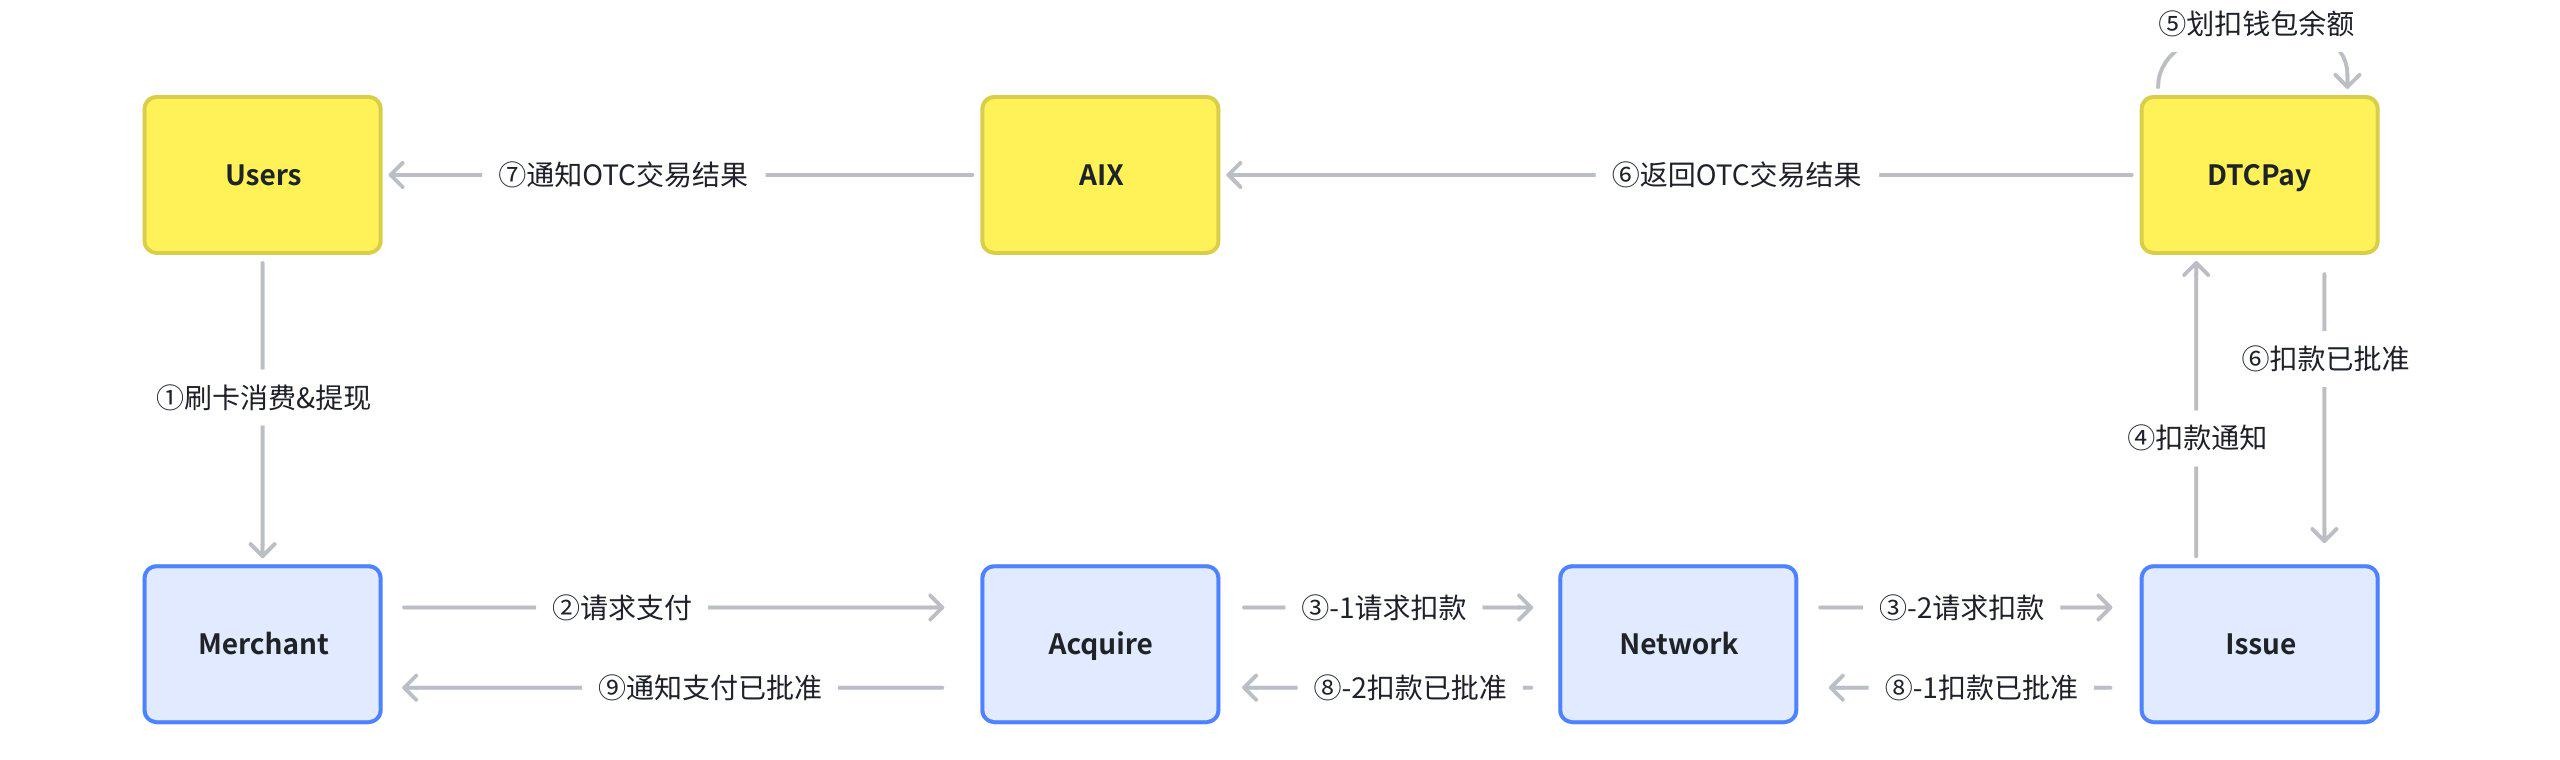 ⑤划扣钱包余额
Users
⑦通知OTC交易结果
AIX
⑥返回OTC交易结果
DTCPay
①刷卡消费&提现
⑥扣款已批准
④扣款通知
Merchant
②请求支付
⑨通知支付已批准
Acquire
③-1请求扣款
⑧-2扣款已批准
Network
③-2请求扣款
⑧-1扣款已批准
Issue